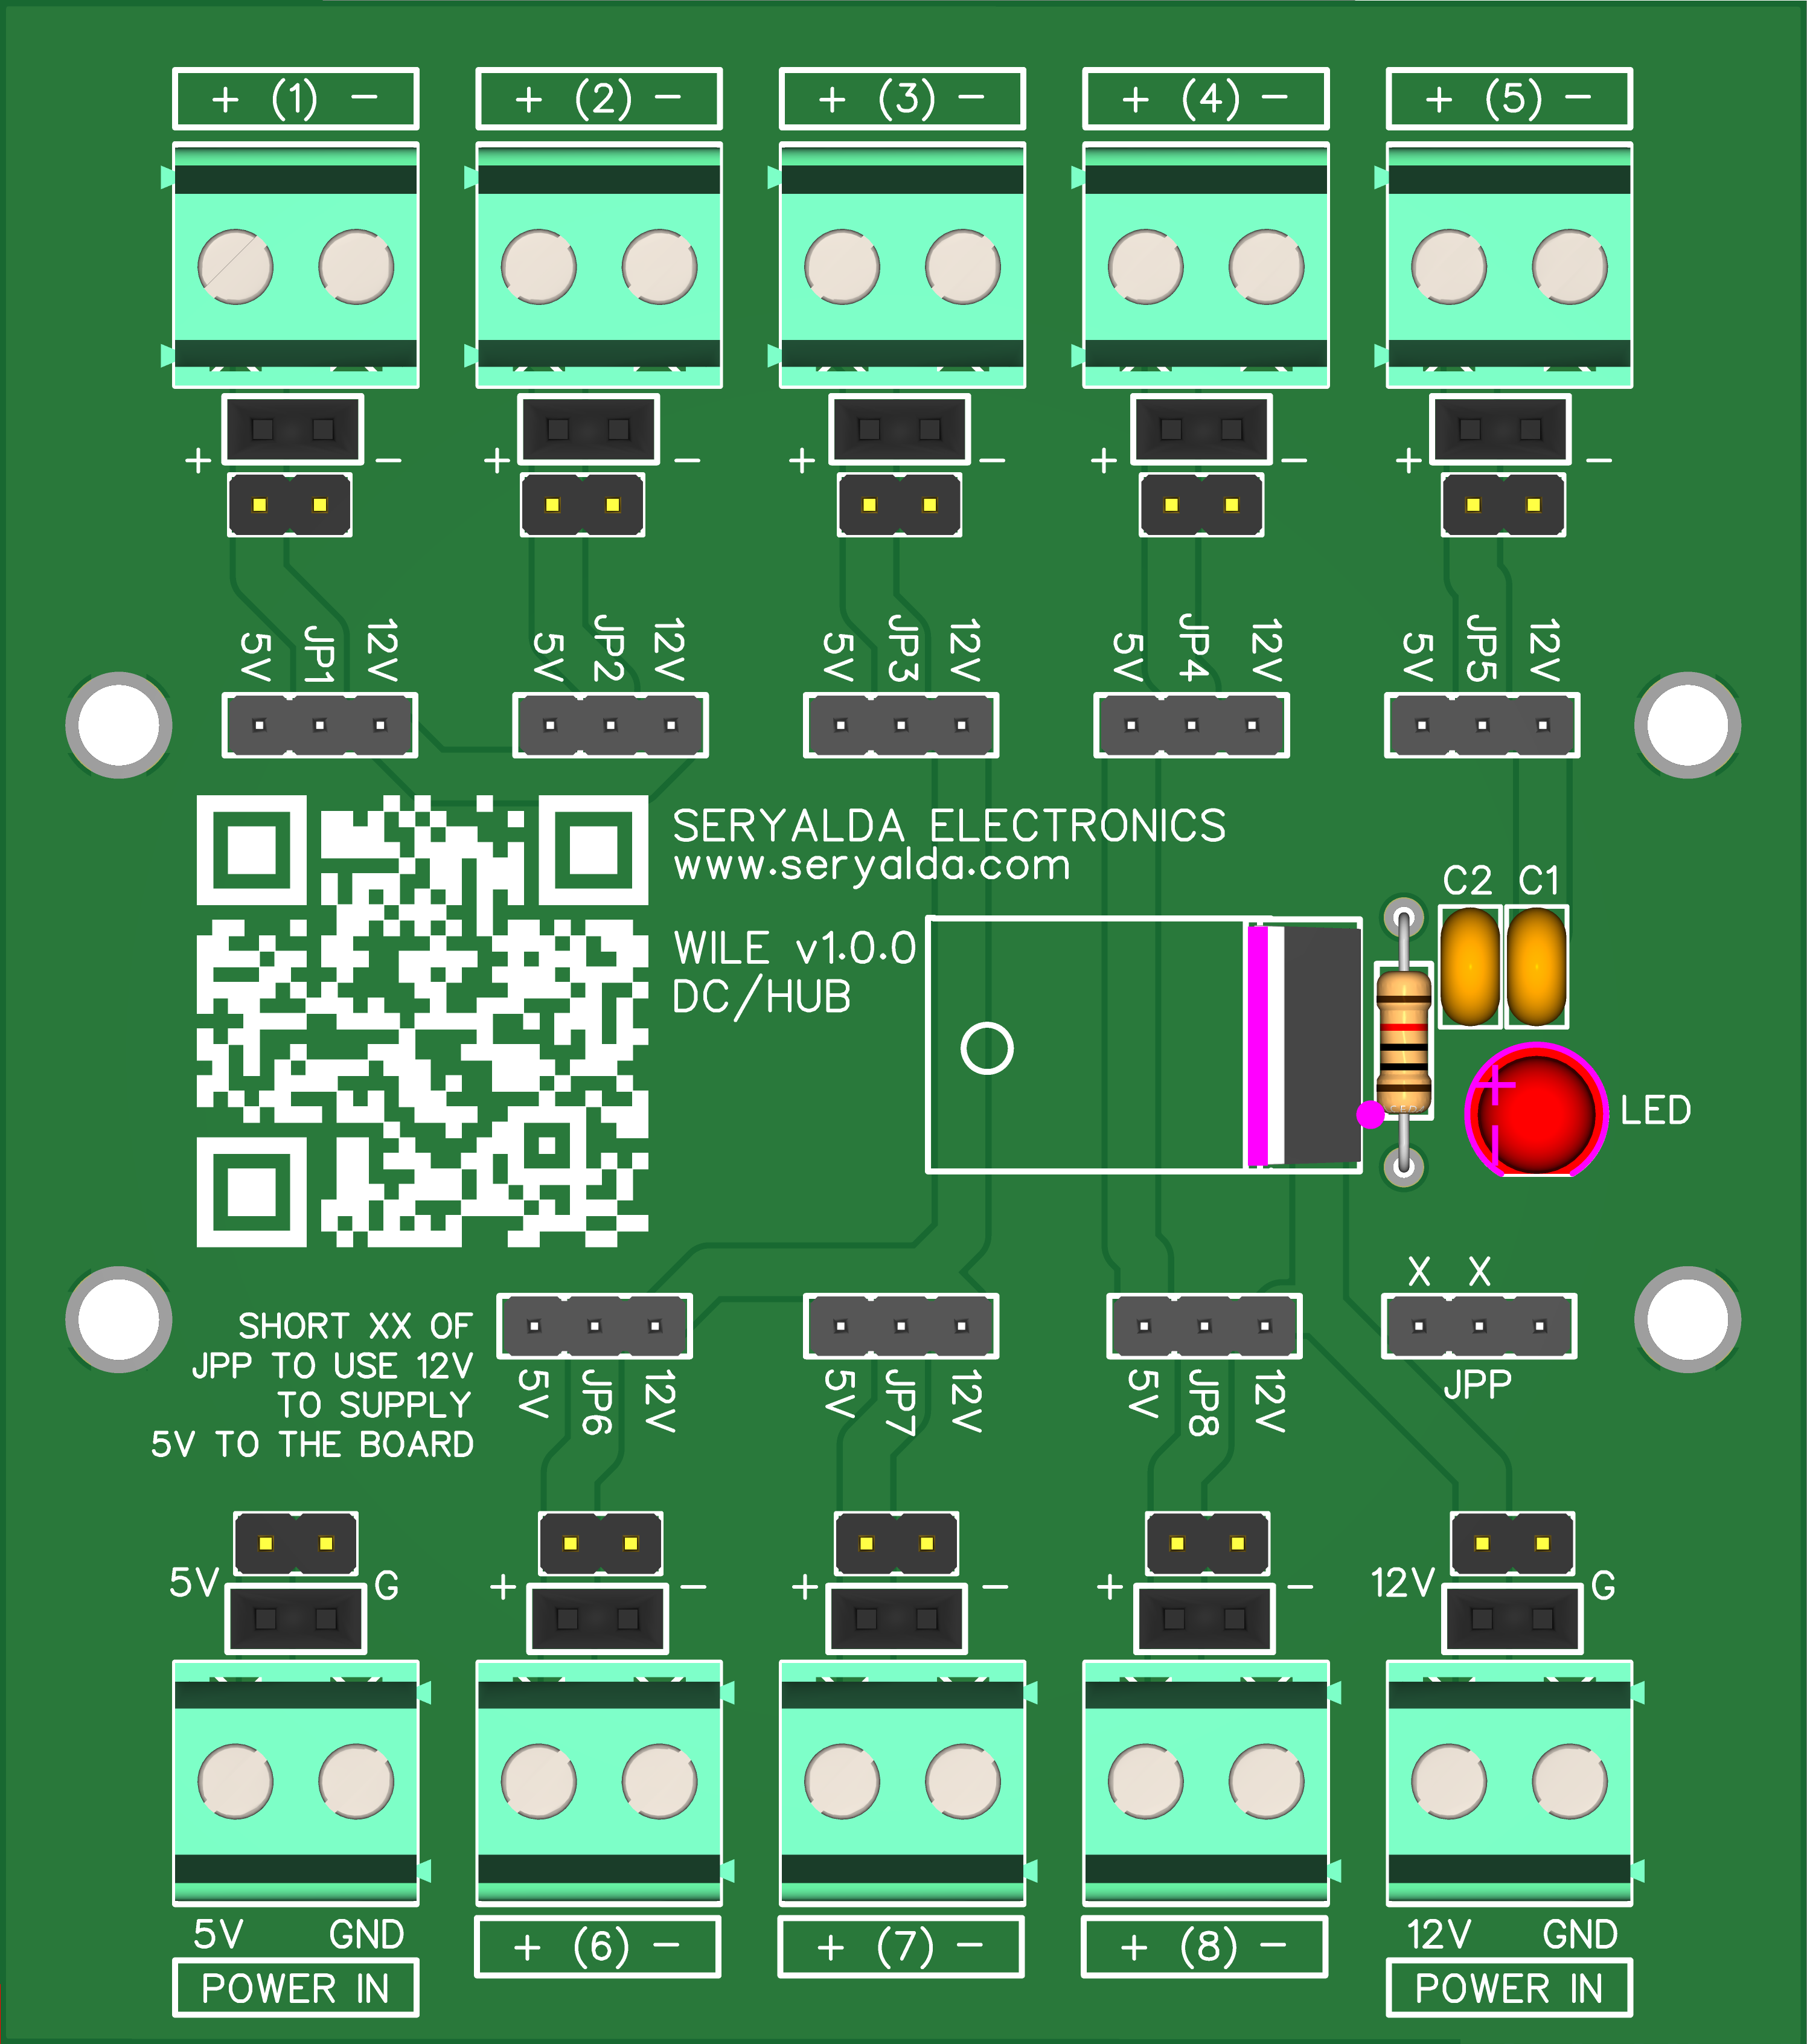 + (1) − + (2) − + (3) − + (4) − + (5) −
+ − + − + − + − + −
5V JP1 12V 5V JP2 12V 5V JP3 12V 5V JP4 12V 5V JP5 12V
SERYALDA ELECTRONICS
www.seryalda.com
C2 C1
WILE v1.0.0
DC/HUB
+
LED
X X
SHORT XX OF
JPP TO USE 12V
TO SUPPLY
5V TO THE BOARD
5V JP6 12V 5V JP7 12V 5V JP8 12V JPP
5V G + − + − + − 12V G
5V GND + (6) − + (7) − + (8) − 12V GND
POWER IN POWER IN